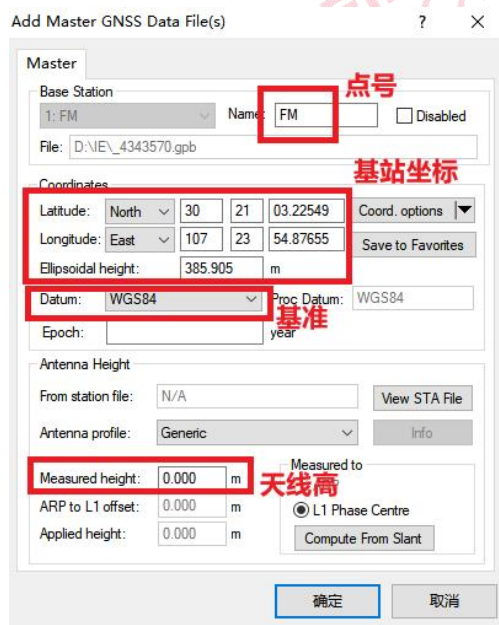 Add Master GNSS Data File(s) ? ×
Master
点号
Base Station
1: FM Name: FM Disabled
File: D:\IE\_4343570.gpb
基站坐标
Coordinates
Latitude: North 30 21 03.22549 Coord. options
Longitude: East 107 23 54.87655 Save to Favorites
Ellipsoidal height: 385.905 m
Datum: WGS84 Proc Datum: WGS84
基准
Epoch: year
Antenna Height
From station file: N/A View STA File
Antenna profile: Generic Info
Measured to
Measured height: 0.000 m 天线高
ARP to L1 offset: 0.000 m L1 Phase Centre
Applied height: 0.000 m Compute From Slant
确定 取消